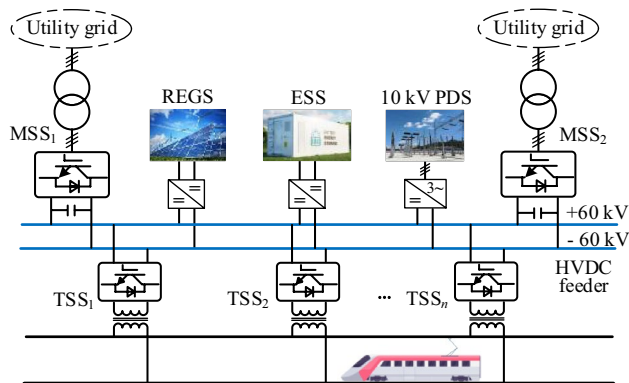 Utility grid
Utility grid
REGS
ESS
10 kV PDS
MSS₁
MSS₂
3~
+60 kV
- 60 kV
HVDC
feeder
TSS₁
TSS₂
...
TSSₙ